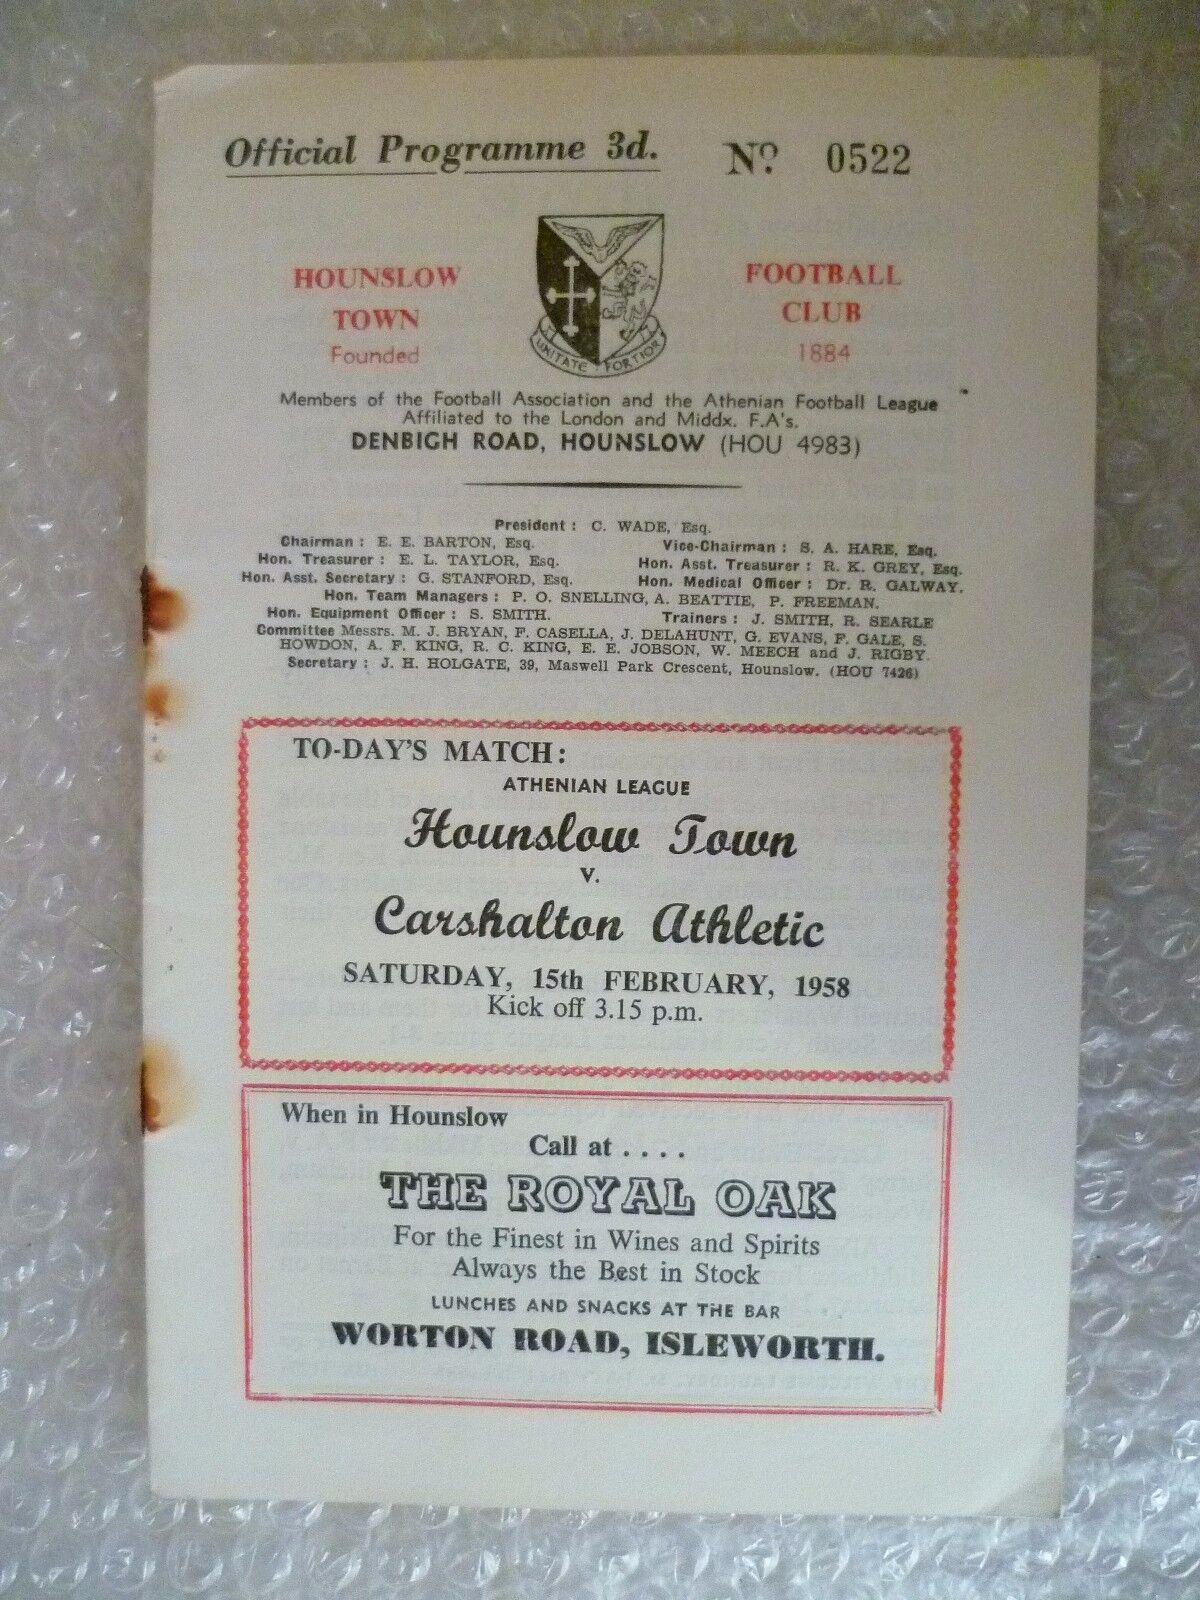 Official Programme 3d. No. 0522
HOUNSLOW TOWN
Founded
FOOTBALL CLUB
1884
UNITATE FORTIOR
Members of the Football Association and the Athenian Football League
Affiliated to the London and Middx. F.A's.
DENBIGH ROAD, HOUNSLOW (HOU 4983)
President : C. WADE, Esq.
Chairman : E. E. BARTON, Esq. Vice-Chairman : S. A. HARE, Esq.
Hon. Treasurer : E. L. TAYLOR, Esq. Hon. Asst. Treasurer : R. K. GREY, Esq.
Hon. Asst. Secretary : G. STANFORD, Esq. Hon. Medical Officer : Dr. R. GALWAY.
Hon. Team Managers : P. O. SNELLING, A. BEATTIE, P. FREEMAN.
Hon. Equipment Officer : S. SMITH. Trainers : J. SMITH, R. SEARLE
Committee Messrs. M. J. BRYAN, F. CASELLA, J. DELAHUNT, G. EVANS, F. GALE, S.
HOWDON, A. F. KING, R. C. KING, E. E. JOBSON, W. MEECH and J. RIGBY.
Secretary : J. H. HOLGATE, 39, Maswell Park Crescent, Hounslow. (HOU 7426)
TO-DAY'S MATCH:
ATHENIAN LEAGUE
Hounslow Town
v.
Carshalton Athletic
SATURDAY, 15th FEBRUARY, 1958
Kick off 3.15 p.m.
When in Hounslow
Call at . . . .
THE ROYAL OAK
For the Finest in Wines and Spirits
Always the Best in Stock
LUNCHES AND SNACKS AT THE BAR
WORTON ROAD, ISLEWORTH.